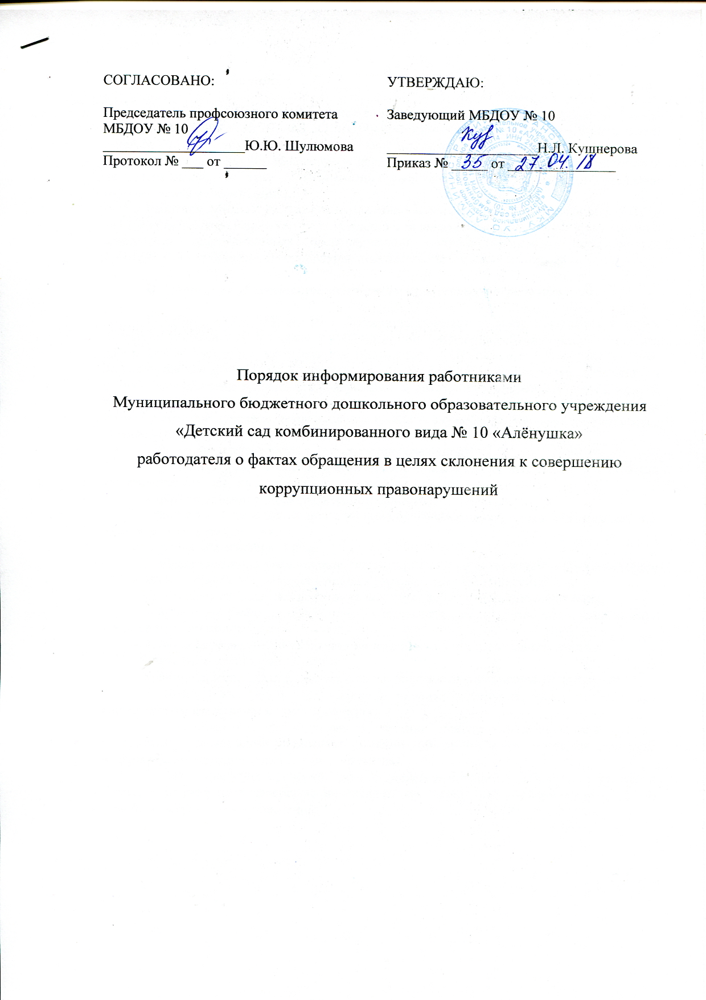 СОГЛАСОВАНО:
Председатель профсоюзного комитета
МБДОУ № 10
____________________Ю.Ю. Шулюмова
Протокол № ___ от ______
УТВЕРЖДАЮ:
Заведующий МБДОУ № 10
_____________________Н.Л. Кушнерова
Приказ № 35 от 27.04.18
Порядок информирования работниками
Муниципального бюджетного дошкольного образовательного учреждения
«Детский сад комбинированного вида № 10 «Алёнушка»
работодателя о фактах обращения в целях склонения к совершению
коррупционных правонарушений